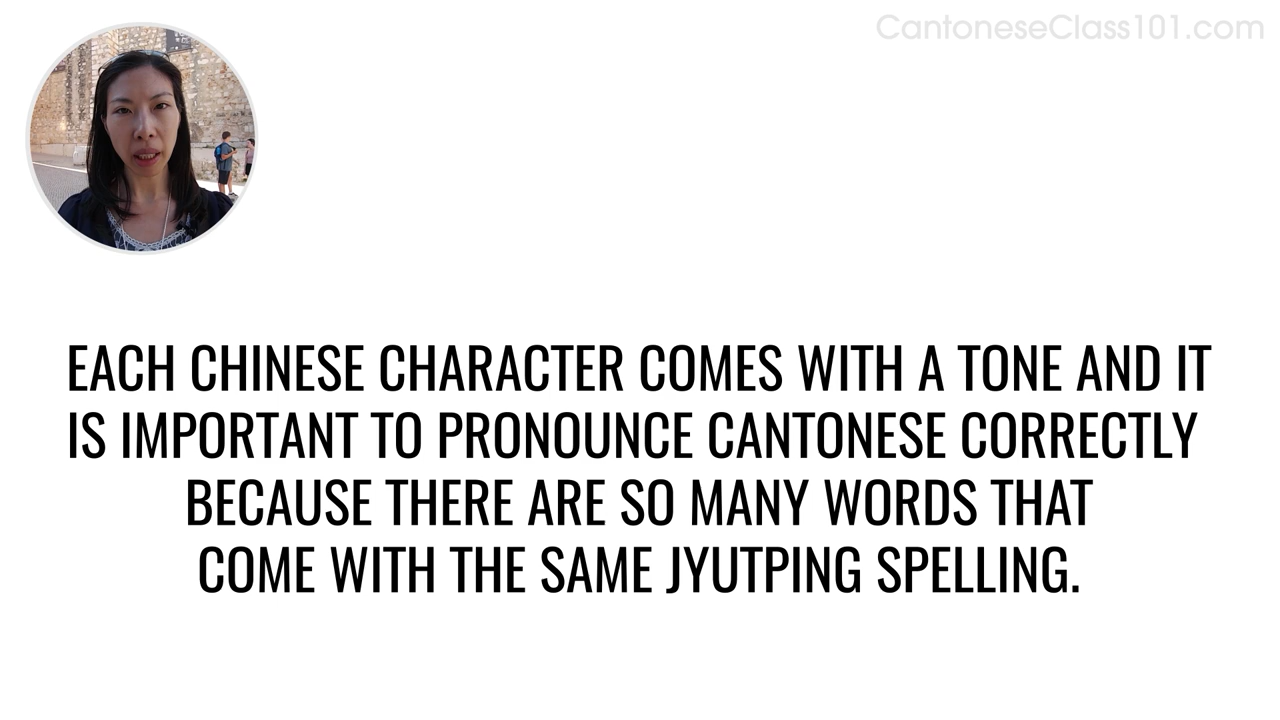 CantoneseClass101.com
EACH CHINESE CHARACTER COMES WITH A TONE AND IT
IS IMPORTANT TO PRONOUNCE CANTONESE CORRECTLY
BECAUSE THERE ARE SO MANY WORDS THAT
COME WITH THE SAME JYUTPING SPELLING.